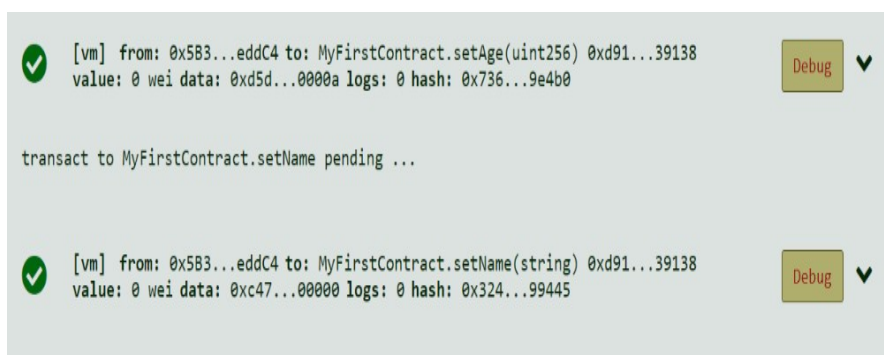 [vm] from: 0x5B3...eddC4 to: MyFirstContract.setAge(uint256) 0xd91...39138
value: 0 wei data: 0xd5d...0000a logs: 0 hash: 0x736...9e4b0
Debug
transact to MyFirstContract.setName pending ...
[vm] from: 0x5B3...eddC4 to: MyFirstContract.setName(string) 0xd91...39138
value: 0 wei data: 0xc47...00000 logs: 0 hash: 0x324...99445
Debug